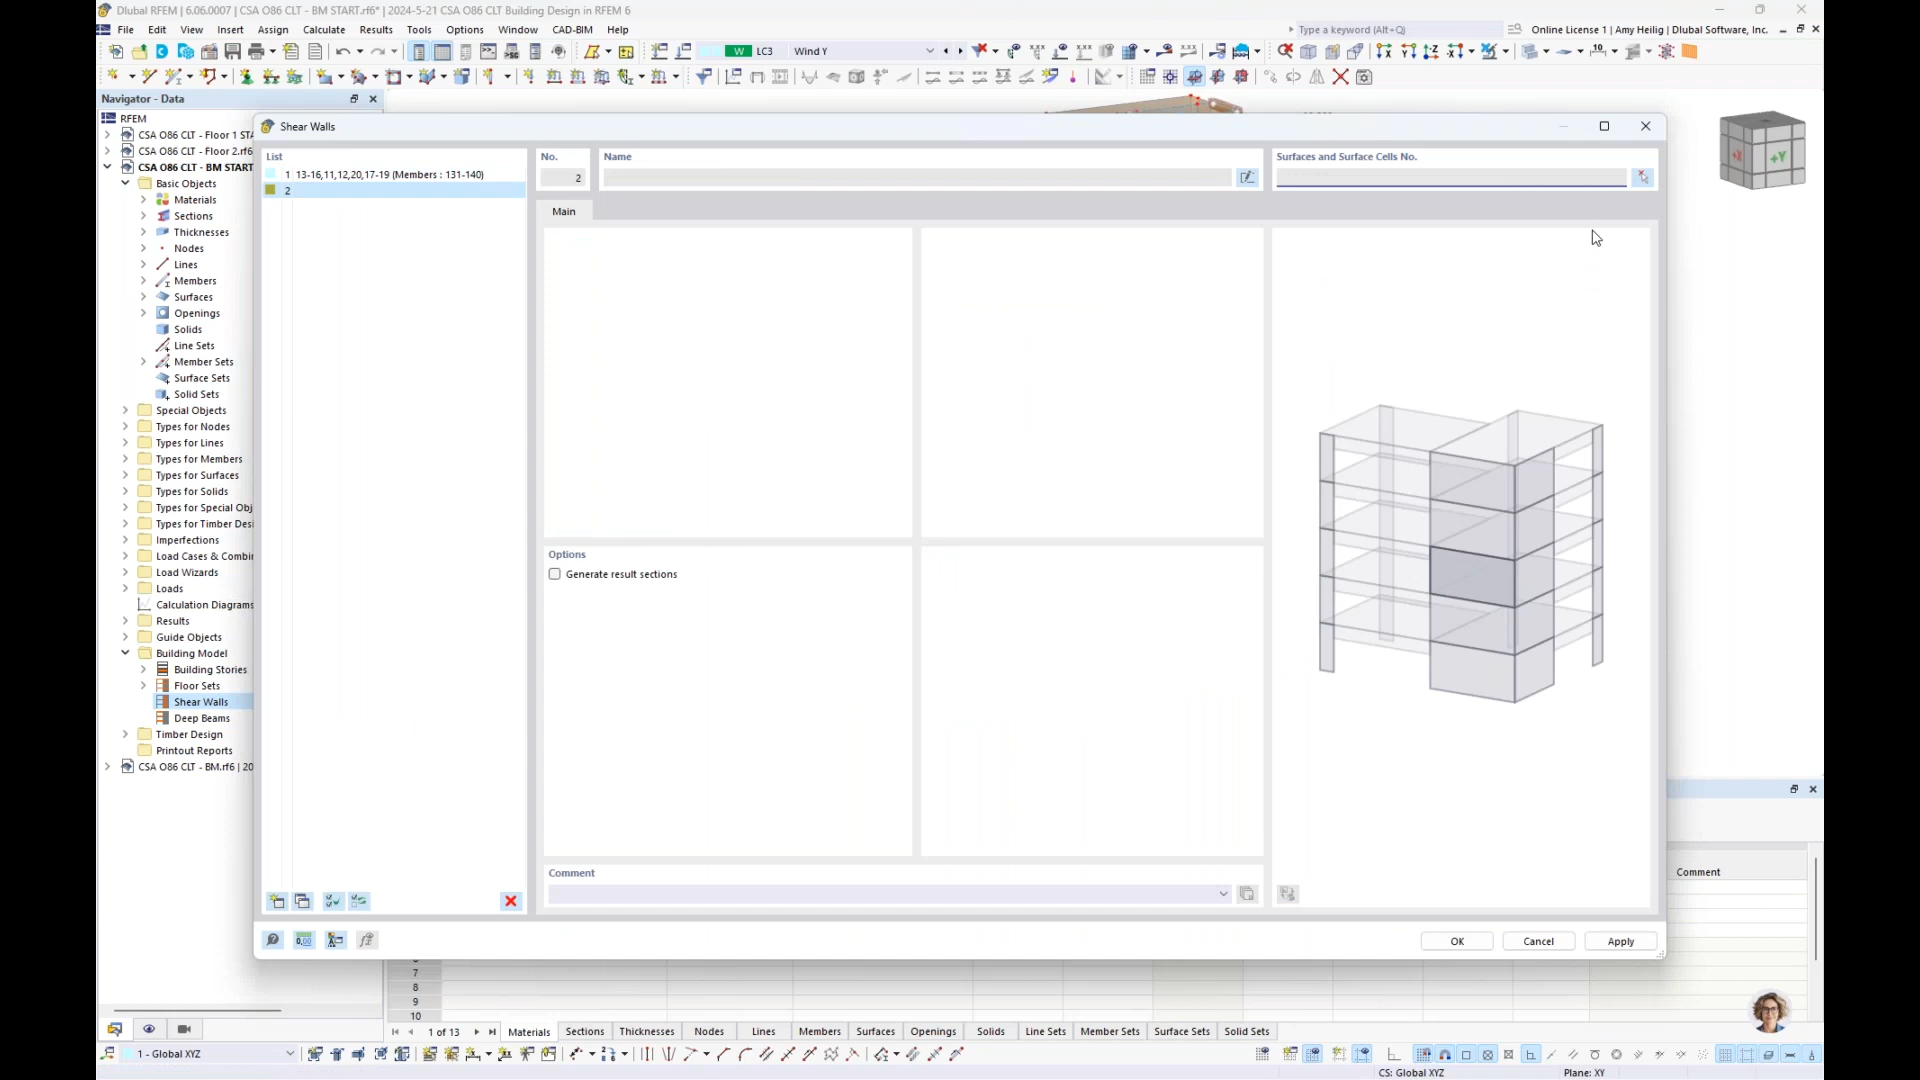 Dlubal RFEM | 6.06.0007 | CSA O86 CLT - BM START.rf6* | 2024-5-21 CSA O86 CLT Building Design in RFEM 6
File Edit View Insert Assign Calculate Results Tools Options Window CAD-BIM Help
Type a keyword (Alt+Q)
Online License 1 | Amy Heilig | Dlubal Software, Inc.
W LC3 Wind Y
Navigator - Data
RFEM
CSA O86 CLT - Floor 1 STA
CSA O86 CLT - Floor 2.rf6
CSA O86 CLT - BM START
Basic Objects
Materials
Sections
Thicknesses
Nodes
Lines
Members
Surfaces
Openings
Solids
Line Sets
Member Sets
Surface Sets
Solid Sets
Special Objects
Types for Nodes
Types for Lines
Types for Members
Types for Surfaces
Types for Solids
Types for Special Obj
Types for Timber Desi
Imperfections
Load Cases & Combin
Load Wizards
Loads
Calculation Diagrams
Results
Guide Objects
Building Model
Building Stories
Floor Sets
Shear Walls
Deep Beams
Timber Design
Printout Reports
CSA O86 CLT - BM.rf6 | 20
Shear Walls
List
1 13-16,11,12,20,17-19 (Members : 131-140)
2
No.
2
Name
Surfaces and Surface Cells No.
Main
Options
Generate result sections
Comment
OK Cancel Apply
+X +Y
Comment
7
8
9
10
1 of 13 Materials Sections Thicknesses Nodes Lines Members Surfaces Openings Solids Line Sets Member Sets Surface Sets Solid Sets
1 - Global XYZ
CS: Global XYZ Plane: XY